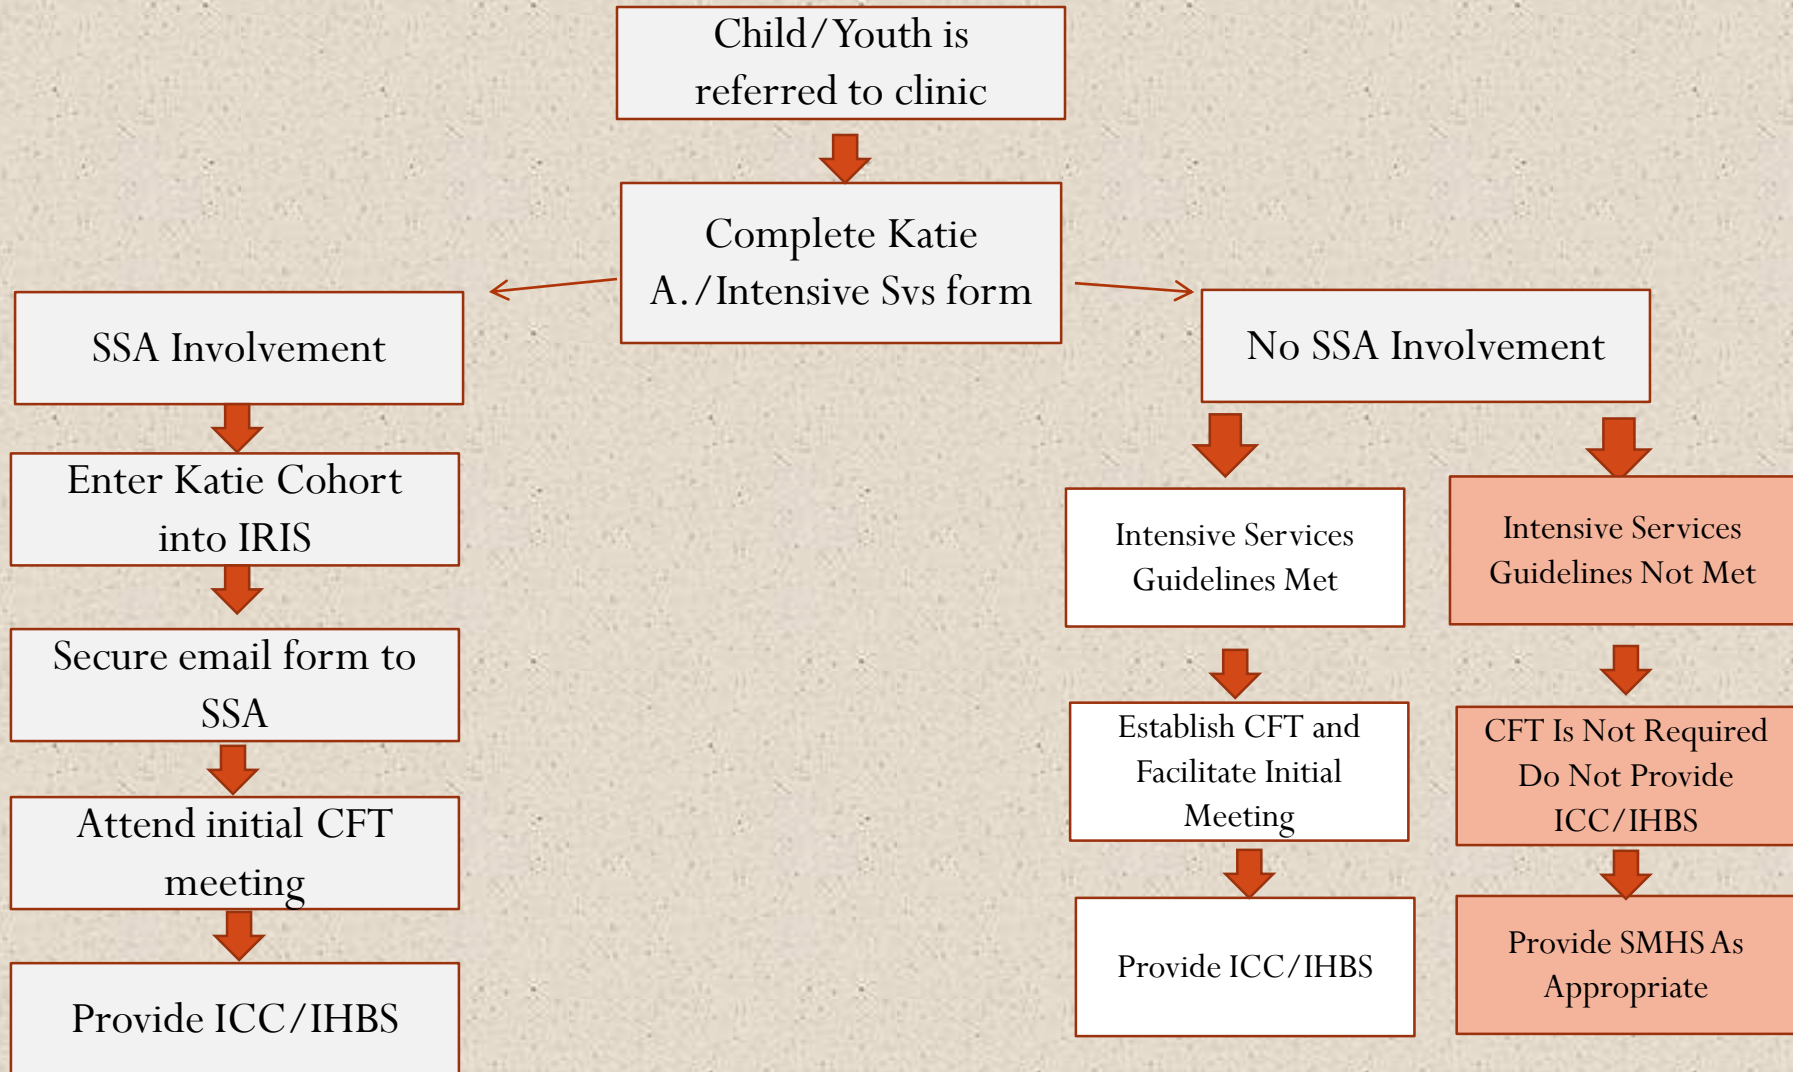 Child/Youth is
referred to clinic
Complete Katie
A./Intensive Svs form
SSA Involvement
Enter Katie Cohort
into IRIS
Secure email form to
SSA
Attend initial CFT
meeting
Provide ICC/IHBS
No SSA Involvement
Intensive Services
Guidelines Met
Establish CFT and
Facilitate Initial
Meeting
Provide ICC/IHBS
Intensive Services
Guidelines Not Met
CFT Is Not Required
Do Not Provide
ICC/IHBS
Provide SMHS As
Appropriate